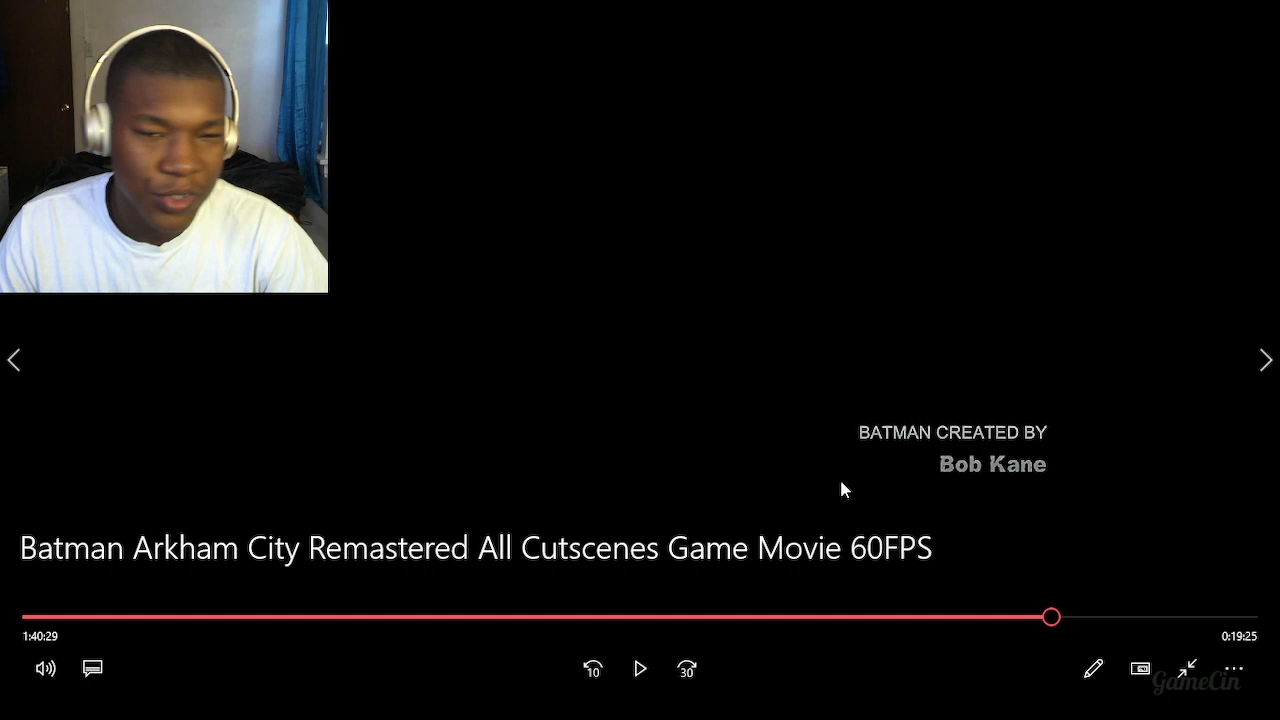 BATMAN CREATED BY
Bob Kane
Batman Arkham City Remastered All Cutscenes Game Movie 60FPS
1:40:29
0:19:25
10
30
GameCin